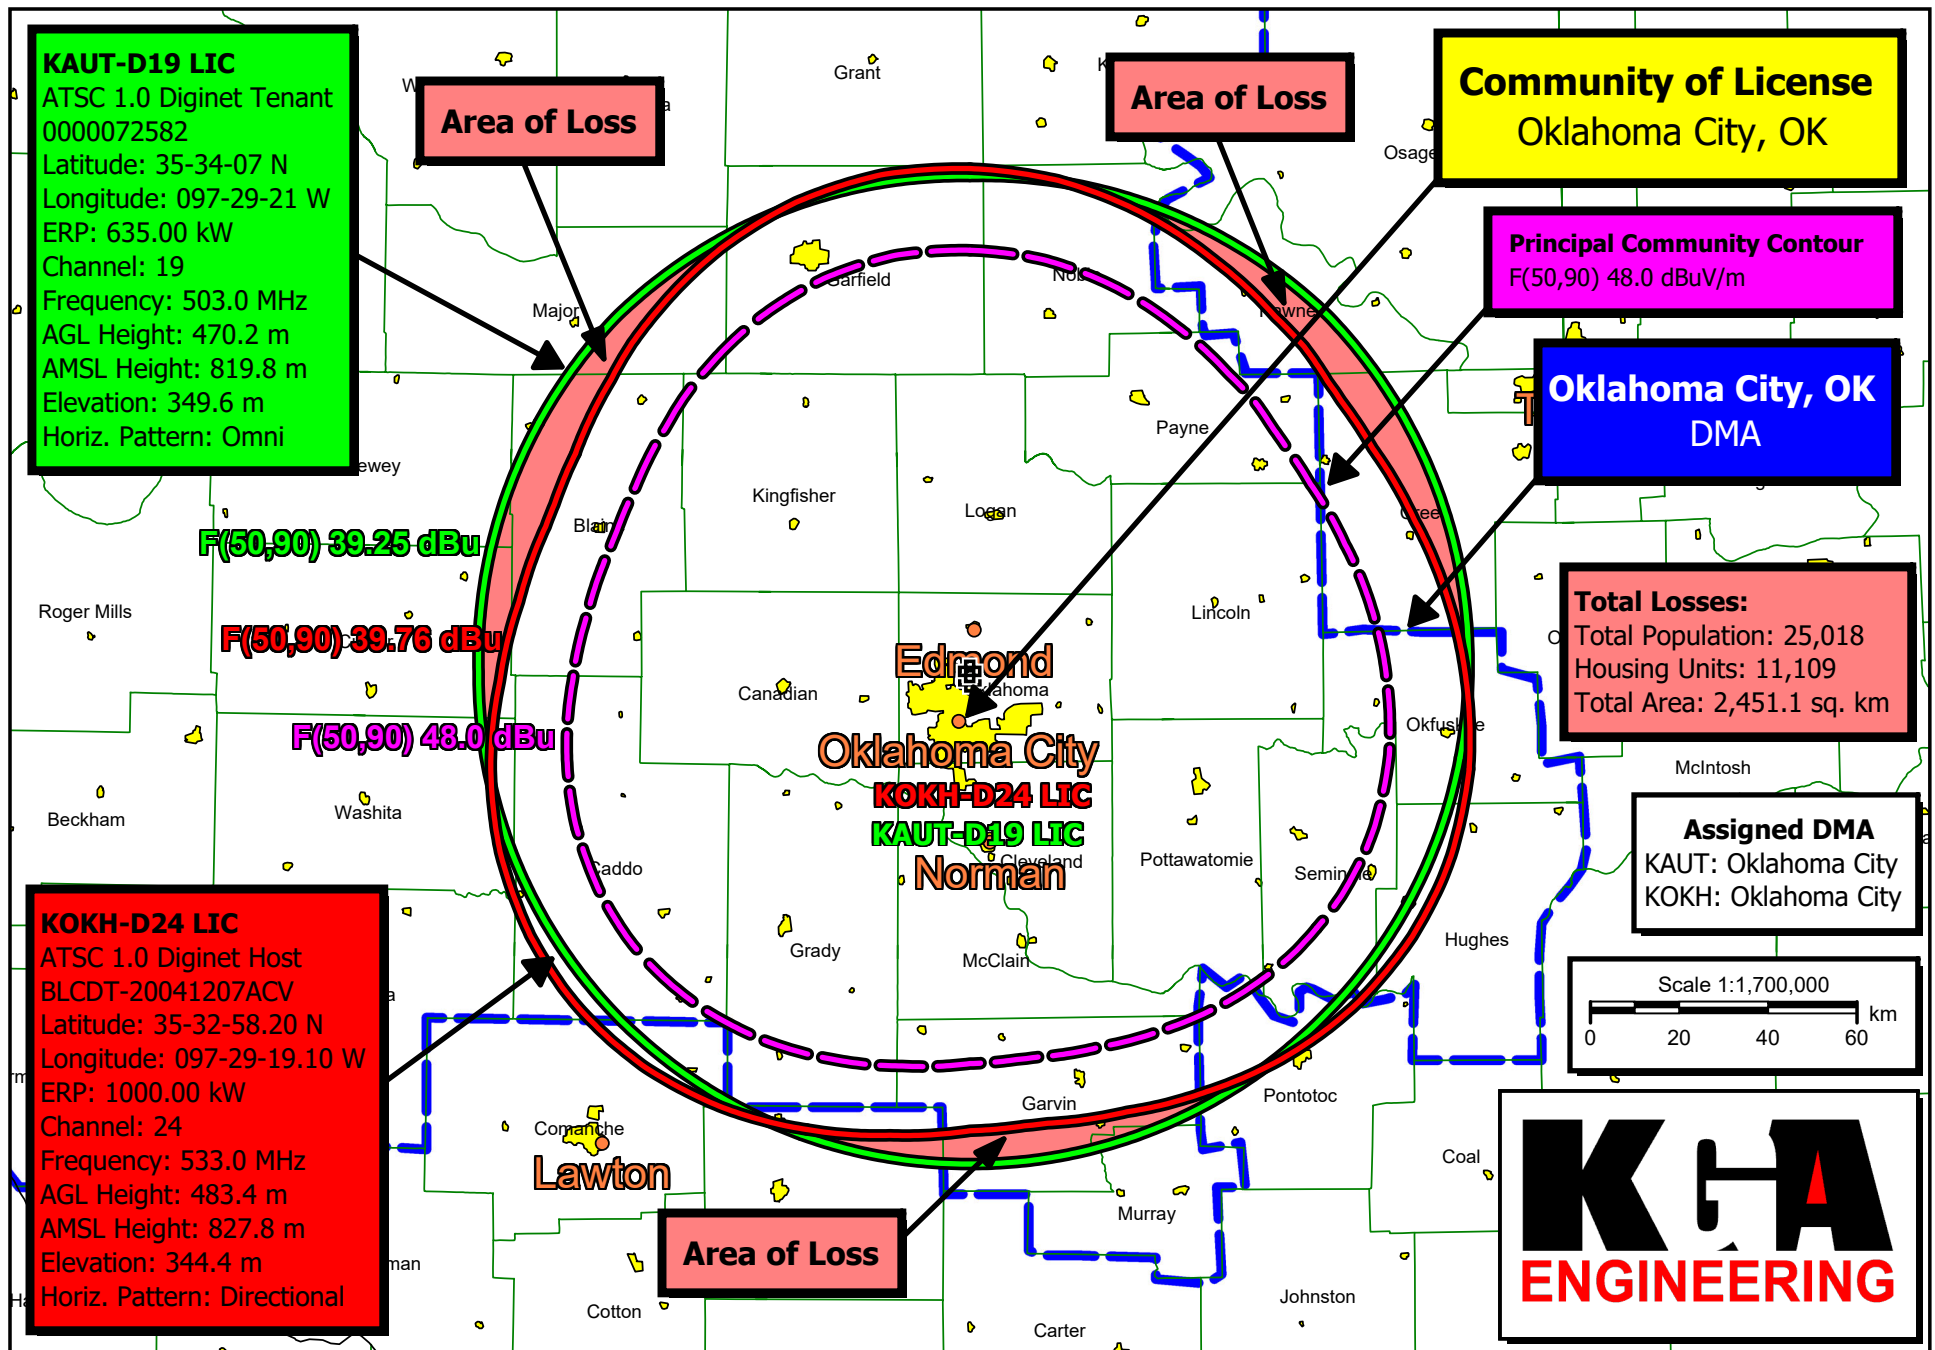 KAUT-D19 LIC
ATSC 1.0 Diginet Tenant
0000072582
Latitude: 35-34-07 N
Longitude: 097-29-21 W
ERP: 635.00 kW
Channel: 19
Frequency: 503.0 MHz
AGL Height: 470.2 m
AMSL Height: 819.8 m
Elevation: 349.6 m
Horiz. Pattern: Omni
Area of Loss
Grant
Area of Loss
Community of License
Oklahoma City, OK
Osage
Principal Community Contour
F(50,90) 48.0 dBuV/m
Oklahoma City, OK
DMA
Garfield
Major
Payne
Kingfisher
Logan
Blain
F(50,90) 39.25 dBu
Roger Mills
F(50,90) 39.76 dBu
Lincoln
Edmond
Canadian
F(50,90) 48.0 dBu
Oklahoma City
Okfuskee
KOKH-D24 LIC
KAUT-D19 LIC
Norman
Cleveland
Pottawatomie
Seminole
Beckham
Washita
Caddo
Total Losses:
Total Population: 25,018
Housing Units: 11,109
Total Area: 2,451.1 sq. km
McIntosh
Assigned DMA
KAUT: Oklahoma City
KOKH: Oklahoma City
Grady
McClain
Hughes
Scale 1:1,700,000
km
0 20 40 60
KOKH-D24 LIC
ATSC 1.0 Diginet Host
BLCDT-20041207ACV
Latitude: 35-32-58.20 N
Longitude: 097-29-19.10 W
ERP: 1000.00 kW
Channel: 24
Frequency: 533.0 MHz
AGL Height: 483.4 m
AMSL Height: 827.8 m
Elevation: 344.4 m
Horiz. Pattern: Directional
Garvin
Pontotoc
Comanche
Lawton
Coal
Murray
Area of Loss
Cotton
Carter
Johnston
KGA
ENGINEERING